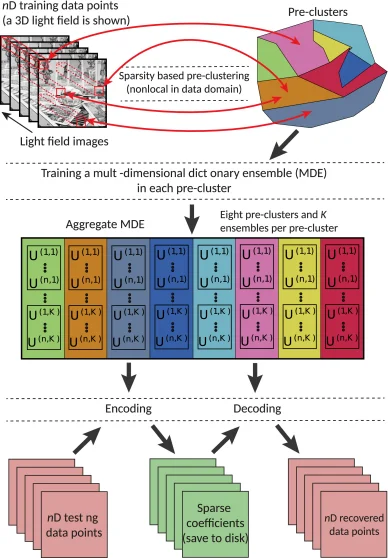 nD training data points
(a 3D light field is shown)
Pre-clusters
Sparsity based pre-clustering
(nonlocal in data domain)
Light field images
Training a mult -dimensional dict onary ensemble (MDE)
in each pre-cluster
Aggregate MDE
Eight pre-clusters and K
ensembles per pre-cluster
U(1,1) U(1,1) U(1,1) U(1,1) U(1,1) U(1,1) U(1,1) U(1,1)
U(n,1) U(n,1) U(n,1) U(n,1) U(n,1) U(n,1) U(n,1) U(n,1)
U(1,K ) U(1,K ) U(1,K ) U(1,K ) U(1,K ) U(1,K ) U(1,K ) U(1,K )
U(n,K ) U(n,K ) U(n,K ) U(n,K ) U(n,K ) U(n,K ) U(n,K ) U(n,K )
Encoding
Decoding
nD test ng
data points
Sparse
coefficients
(save to disk)
nD recovered
data points